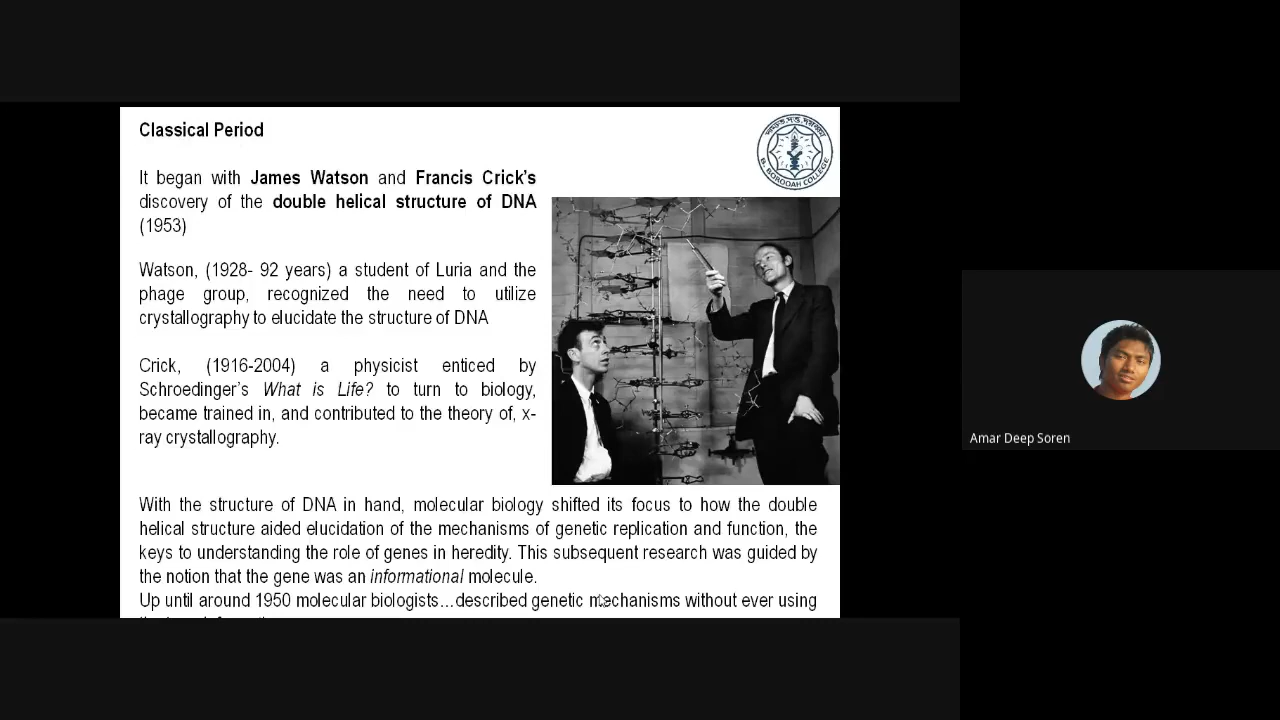 Classical Period
It began with James Watson and Francis Crick's
discovery of the double helical structure of DNA
(1953)
Watson, (1928- 92 years) a student of Luria and the
phage group, recognized the need to utilize
crystallography to elucidate the structure of DNA
Crick, (1916-2004) a physicist enticed by
Schroedinger's What is Life? to turn to biology,
became trained in, and contributed to the theory of, x-
ray crystallography.
With the structure of DNA in hand, molecular biology shifted its focus to how the double
helical structure aided elucidation of the mechanisms of genetic replication and function, the
keys to understanding the role of genes in heredity. This subsequent research was guided by
the notion that the gene was an informational molecule.
Up until around 1950 molecular biologists…described genetic mechanisms without ever using
B. BOROOAH COLLEGE
Amar Deep Soren